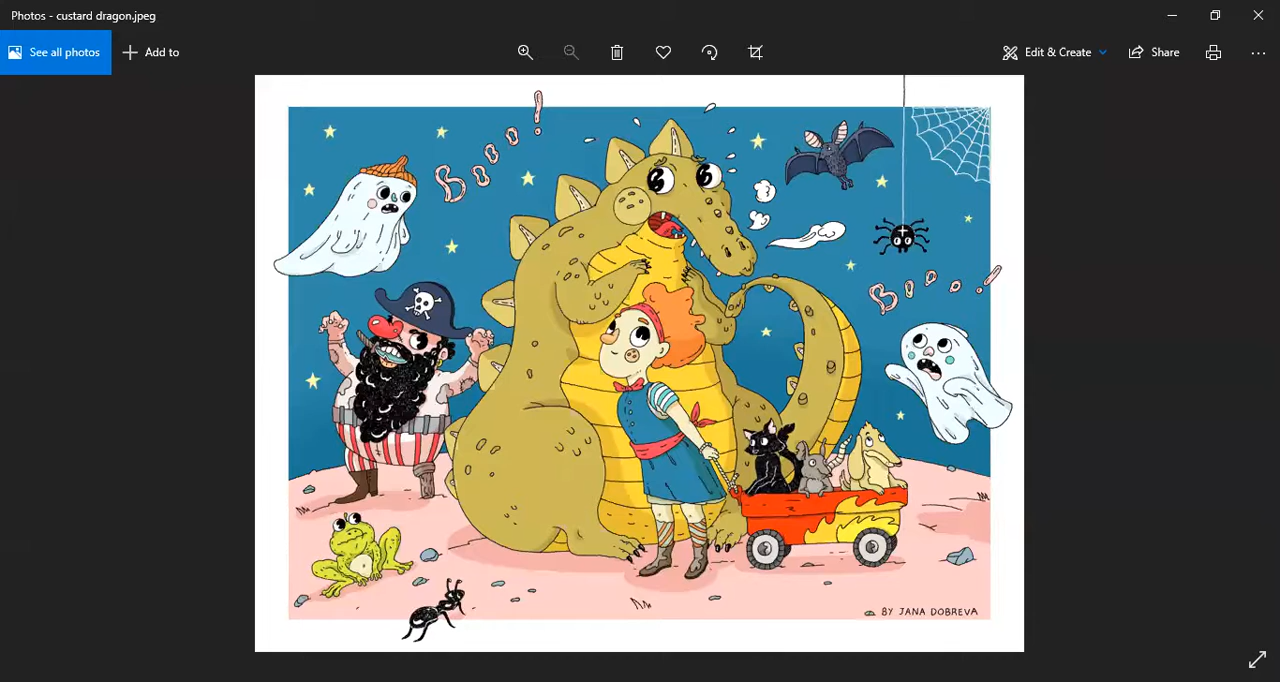 Photos - custard dragon.jpeg
See all photos
Add to
Edit & Create
Share
Booo!
Booo!
BY JANA DOBREVA